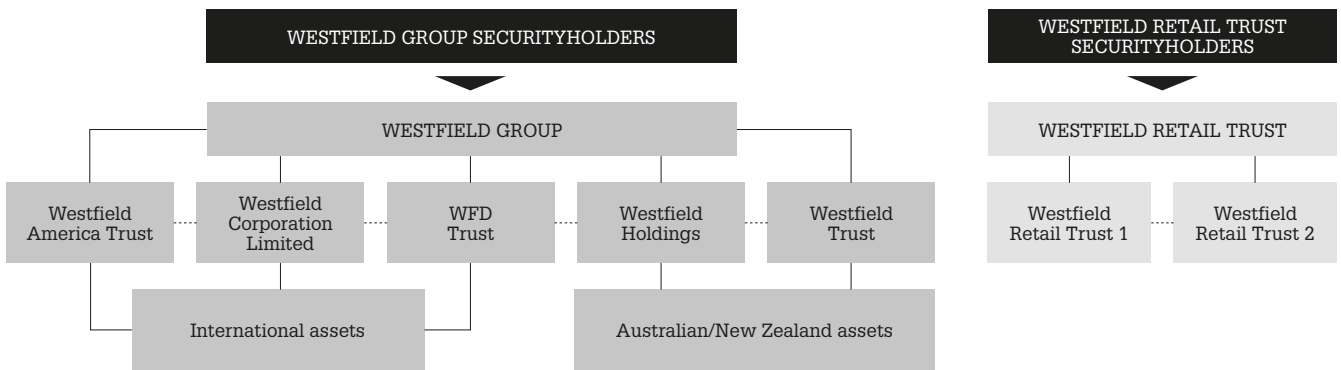 WESTFIELD GROUP SECURITYHOLDERS
WESTFIELD RETAIL TRUST
SECURITYHOLDERS
WESTFIELD GROUP
WESTFIELD RETAIL TRUST
Westfield
America Trust
Westfield
Corporation
Limited
WFD
Trust
Westfield
Holdings
Westfield
Trust
Westfield
Retail Trust 1
Westfield
Retail Trust 2
International assets
Australian/New Zealand assets